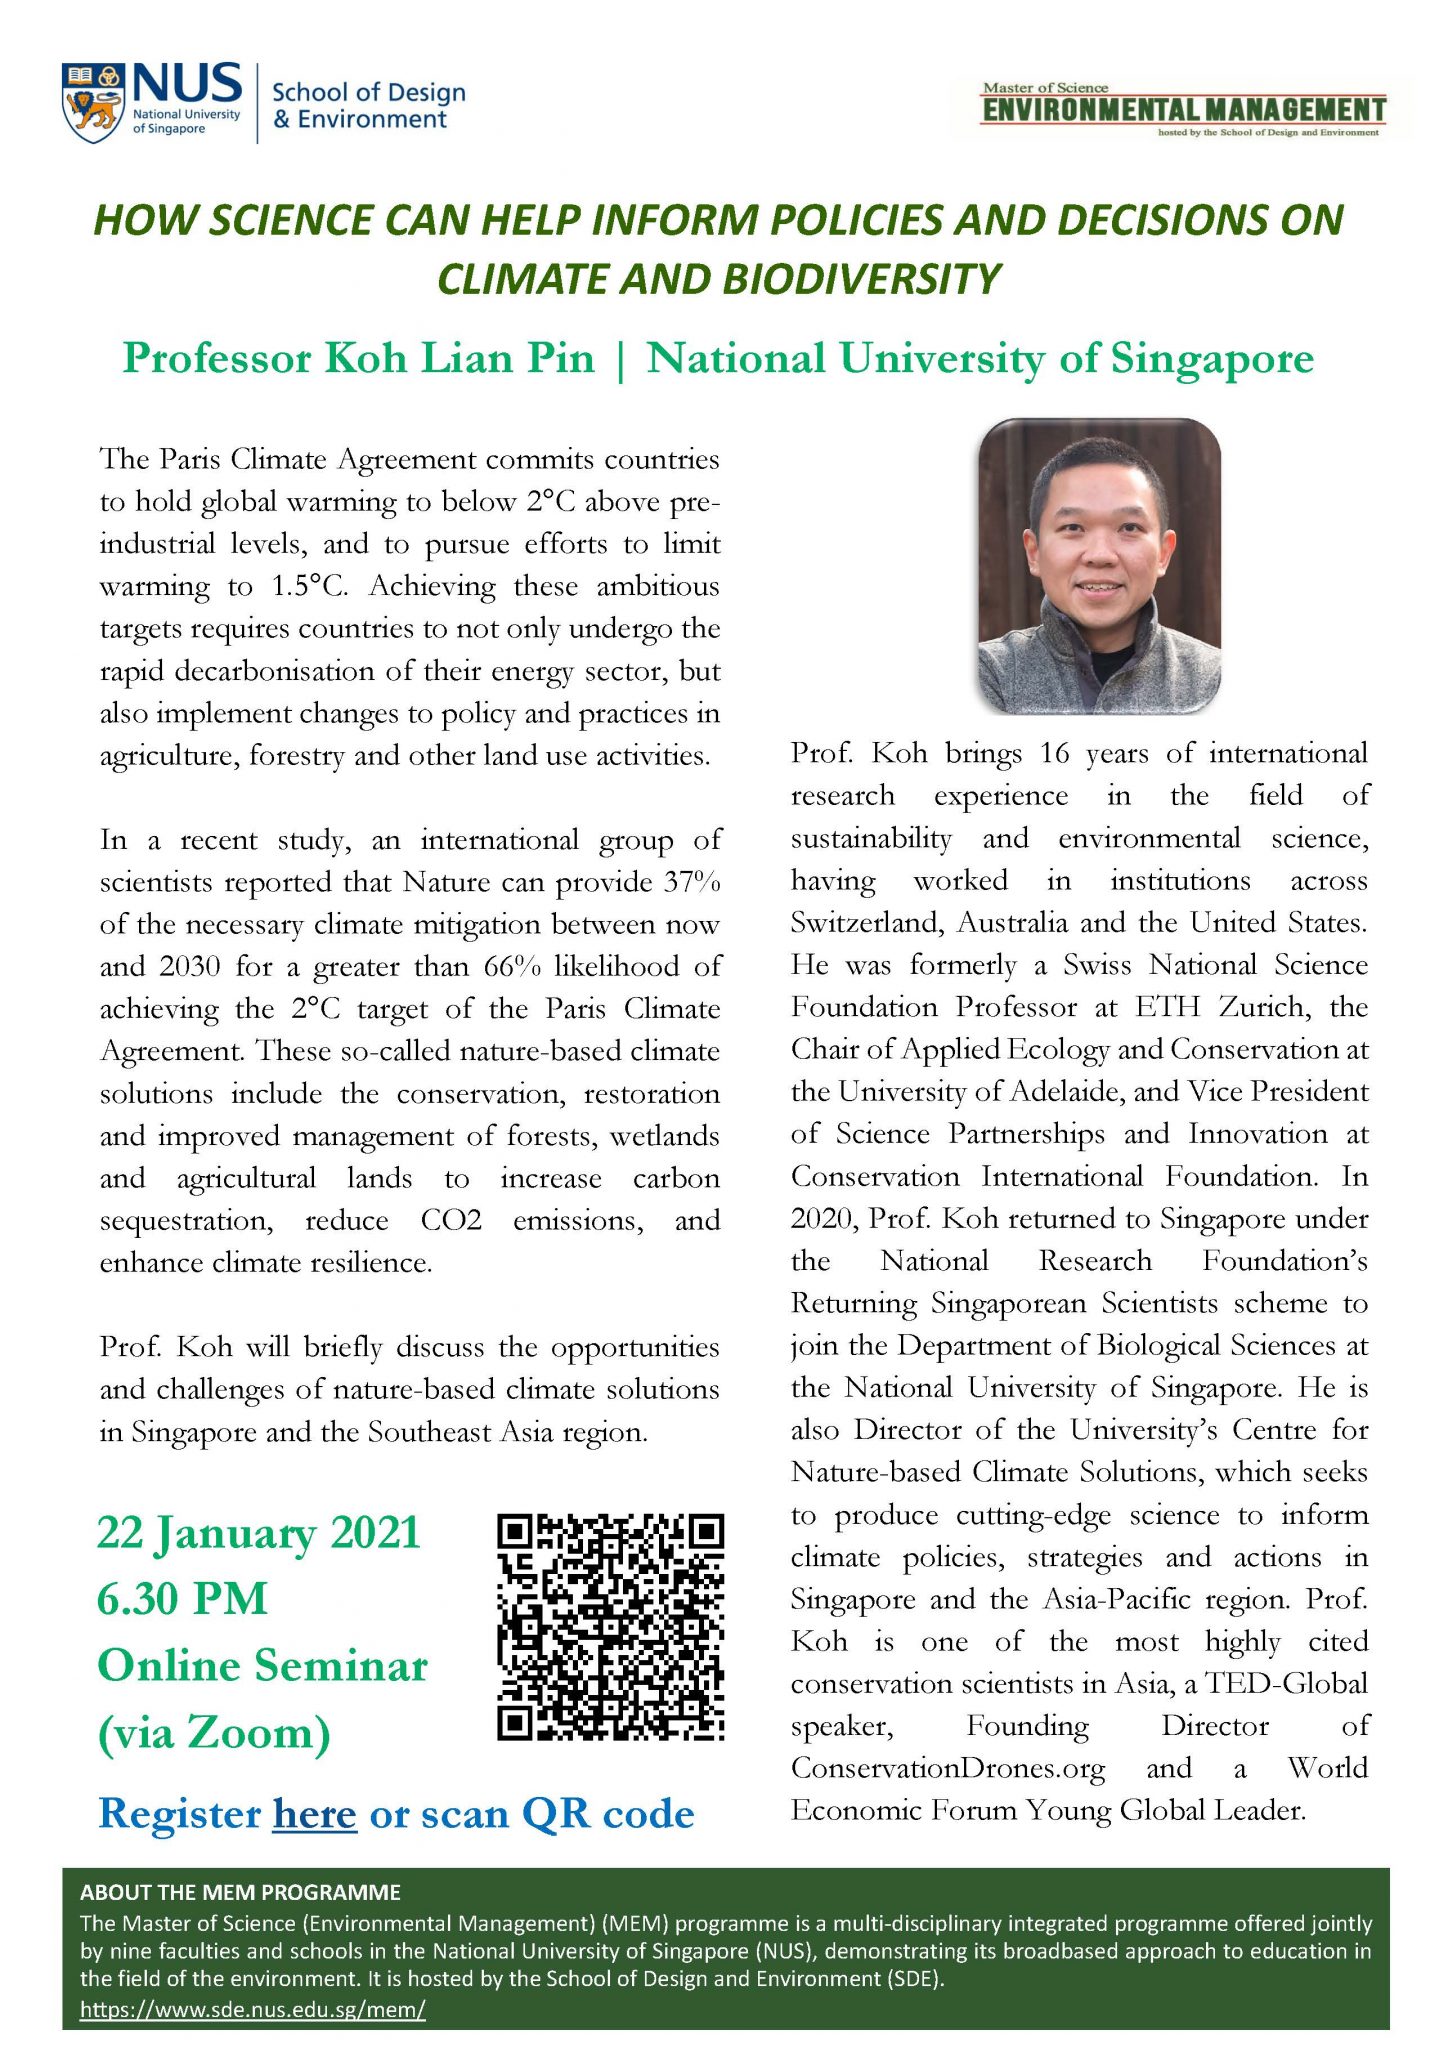 NUS
National University
of Singapore
School of Design
& Environment
Master of Science
ENVIRONMENTAL MANAGEMENT
hosted by the School of Design and Environment
HOW SCIENCE CAN HELP INFORM POLICIES AND DECISIONS ON
CLIMATE AND BIODIVERSITY
Professor Koh Lian Pin | National University of Singapore
The Paris Climate Agreement commits countries
to hold global warming to below 2°C above pre-
industrial levels, and to pursue efforts to limit
warming to 1.5°C. Achieving these ambitious
targets requires countries to not only undergo the
rapid decarbonisation of their energy sector, but
also implement changes to policy and practices in
agriculture, forestry and other land use activities.
In a recent study, an international group of
scientists reported that Nature can provide 37%
of the necessary climate mitigation between now
and 2030 for a greater than 66% likelihood of
achieving the 2°C target of the Paris Climate
Agreement. These so-called nature-based climate
solutions include the conservation, restoration
and improved management of forests, wetlands
and agricultural lands to increase carbon
sequestration, reduce CO2 emissions, and
enhance climate resilience.
Prof. Koh will briefly discuss the opportunities
and challenges of nature-based climate solutions
in Singapore and the Southeast Asia region.
22 January 2021
6.30 PM
Online Seminar
(via Zoom)
Register here or scan QR code
Prof. Koh brings 16 years of international
research experience in the field of
sustainability and environmental science,
having worked in institutions across
Switzerland, Australia and the United States.
He was formerly a Swiss National Science
Foundation Professor at ETH Zurich, the
Chair of Applied Ecology and Conservation at
the University of Adelaide, and Vice President
of Science Partnerships and Innovation at
Conservation International Foundation. In
2020, Prof. Koh returned to Singapore under
the National Research Foundation’s
Returning Singaporean Scientists scheme to
join the Department of Biological Sciences at
the National University of Singapore. He is
also Director of the University’s Centre for
Nature-based Climate Solutions, which seeks
to produce cutting-edge science to inform
climate policies, strategies and actions in
Singapore and the Asia-Pacific region. Prof.
Koh is one of the most highly cited
conservation scientists in Asia, a TED-Global
speaker, Founding Director of
ConservationDrones.org and a World
Economic Forum Young Global Leader.
ABOUT THE MEM PROGRAMME
The Master of Science (Environmental Management) (MEM) programme is a multi-disciplinary integrated programme offered jointly
by nine faculties and schools in the National University of Singapore (NUS), demonstrating its broadbased approach to education in
the field of the environment. It is hosted by the School of Design and Environment (SDE).
https://www.sde.nus.edu.sg/mem/